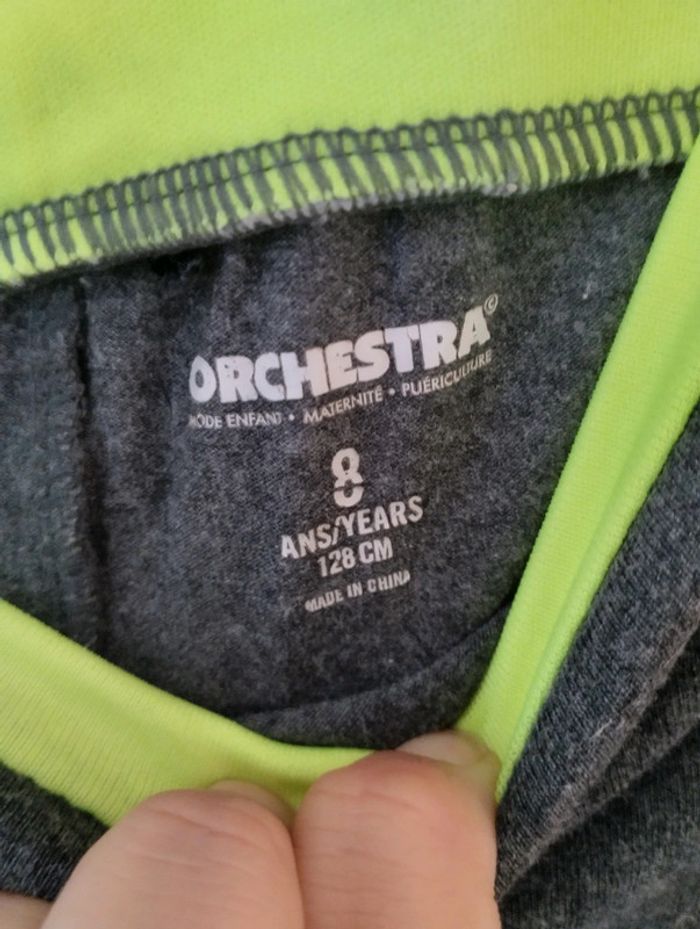 ORCHESTRA©
MODE ENFANT • MATERNITÉ • PUÉRICULTURE
8
ANS/YEARS
128 CM
MADE IN CHINA